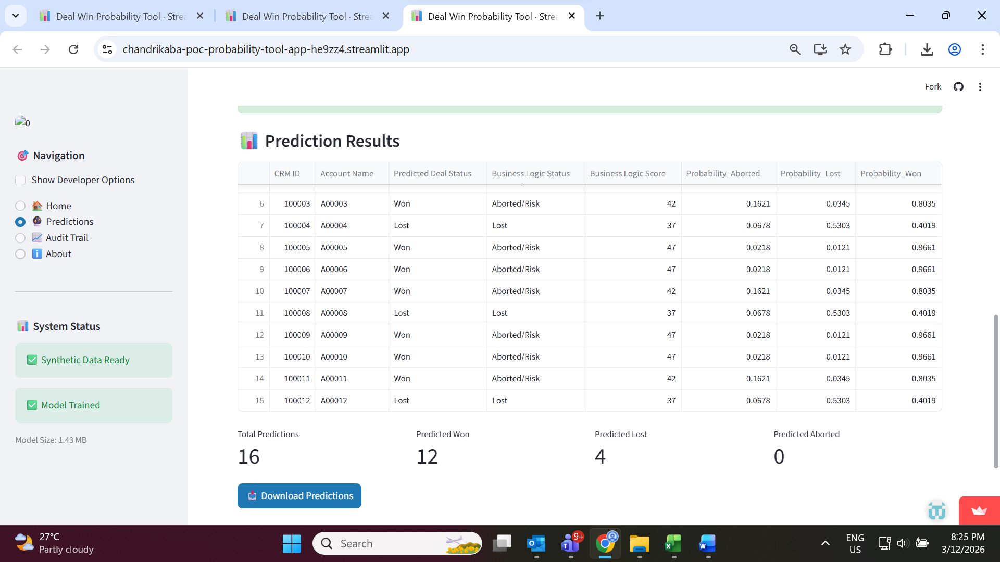 Deal Win Probability Tool · Strea
Deal Win Probability Tool · Strea
Deal Win Probability Tool · Strea
chandrikaba-poc-probability-tool-app-he9zz4.streamlit.app
Fork
0
Navigation
Show Developer Options
Home
Predictions
Audit Trail
About
System Status
Synthetic Data Ready
Model Trained
Model Size: 1.43 MB
Prediction Results
CRM ID Account Name Predicted Deal Status Business Logic Status Business Logic Score Probability_Aborted Probability_Lost Probability_Won
6 100003 A00003 Won Aborted/Risk 42 0.1621 0.0345 0.8035
7 100004 A00004 Lost Lost 37 0.0678 0.5303 0.4019
8 100005 A00005 Won Aborted/Risk 47 0.0218 0.0121 0.9661
9 100006 A00006 Won Aborted/Risk 47 0.0218 0.0121 0.9661
10 100007 A00007 Won Aborted/Risk 42 0.1621 0.0345 0.8035
11 100008 A00008 Lost Lost 37 0.0678 0.5303 0.4019
12 100009 A00009 Won Aborted/Risk 47 0.0218 0.0121 0.9661
13 100010 A00010 Won Aborted/Risk 47 0.0218 0.0121 0.9661
14 100011 A00011 Won Aborted/Risk 42 0.1621 0.0345 0.8035
15 100012 A00012 Lost Lost 37 0.0678 0.5303 0.4019
Total Predictions Predicted Won Predicted Lost Predicted Aborted
16 12 4 0
Download Predictions
27°C
Partly cloudy
Search
9+
ENG
US
8:25 PM
3/12/2026